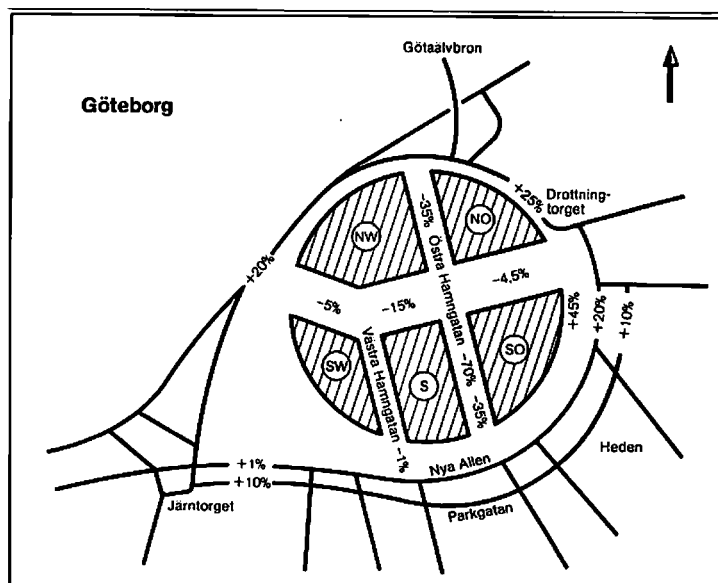 Götaälvbron
Göteborg
+25%
Drottning-
torget
NW
NO
-35%
Östra Hamngatan
+20%
-4,5%
-5%
-15%
+45%
+20%
+10%
SW
Västra Hamngatan
S
-70%
SO
-35%
-1%
Heden
+1%
Nya Allen
+10%
Järntorget
Parkgatan